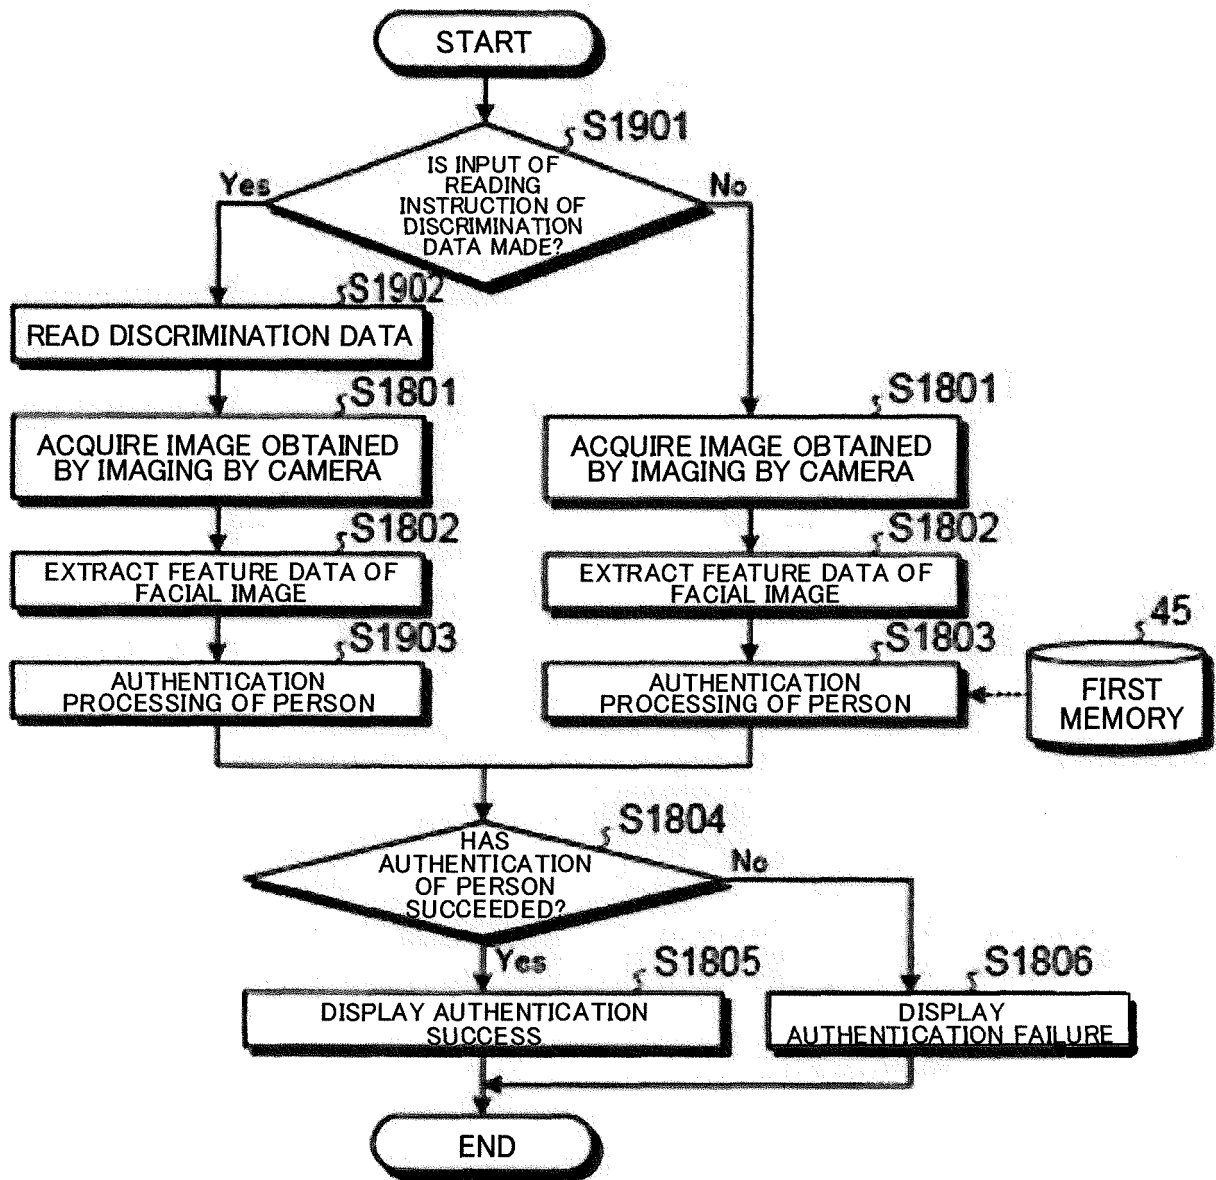 START
S1901
IS INPUT OF
READING
INSTRUCTION OF
DISCRIMINATION
DATA MADE?
Yes
No
S1902
READ DISCRIMINATION DATA
S1801
ACQUIRE IMAGE OBTAINED
BY IMAGING BY CAMERA
S1801
ACQUIRE IMAGE OBTAINED
BY IMAGING BY CAMERA
S1802
EXTRACT FEATURE DATA OF
FACIAL IMAGE
S1802
EXTRACT FEATURE DATA OF
FACIAL IMAGE
S1903
AUTHENTICATION
PROCESSING OF PERSON
S1803
AUTHENTICATION
PROCESSING OF PERSON
45
FIRST
MEMORY
S1804
HAS
AUTHENTICATION
OF PERSON
SUCCEEDED?
No
Yes
S1805
DISPLAY AUTHENTICATION
SUCCESS
S1806
DISPLAY
AUTHENTICATION FAILURE
END